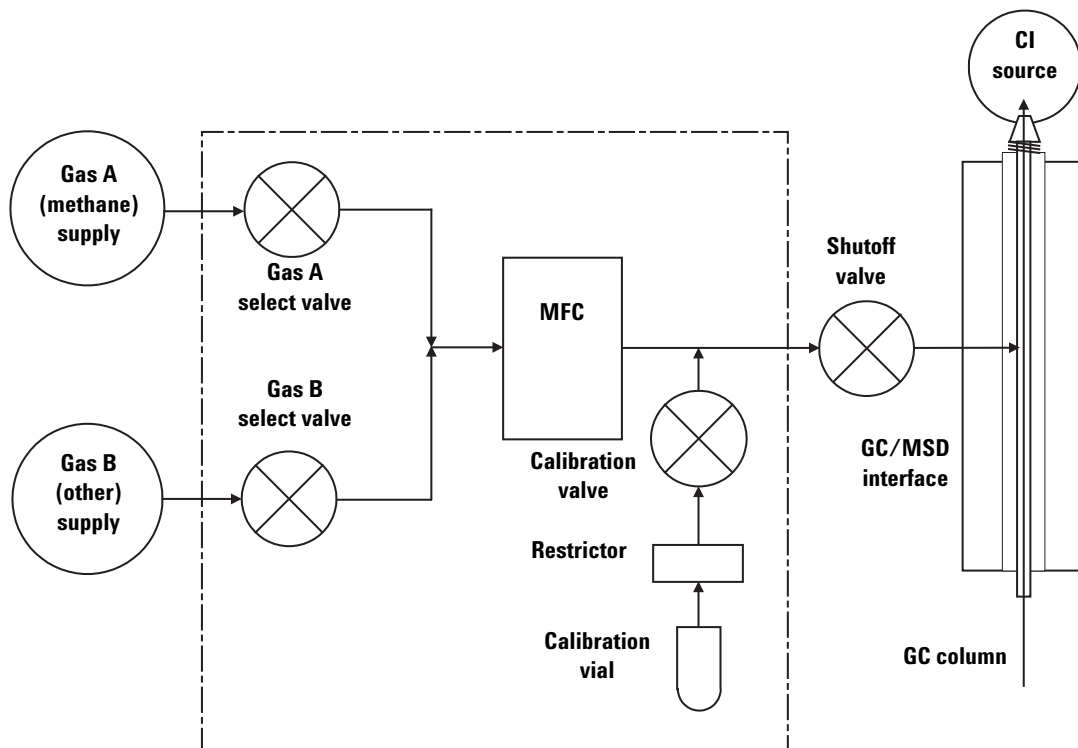 CI
source
Gas A
(methane)
supply
Gas A
select valve
Shutoff
valve
MFC
Gas B
select valve
Gas B
(other)
supply
Calibration
valve
GC/MSD
interface
Restrictor
Calibration
vial
GC column